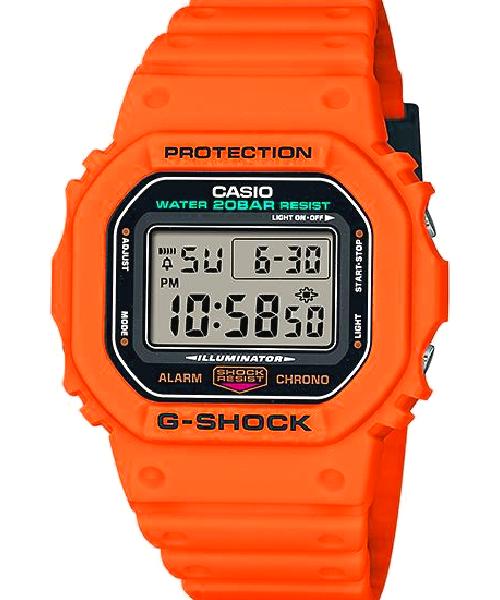 PROTECTION
CASIO
WATER 20BAR RESIST
LIGHT ON·OFF
ADJUST
START·STOP
SU 6-30
PM
10:58 50
MODE
LIGHT
ILLUMINATOR
ALARM SHOCK RESIST CHRONO
G-SHOCK